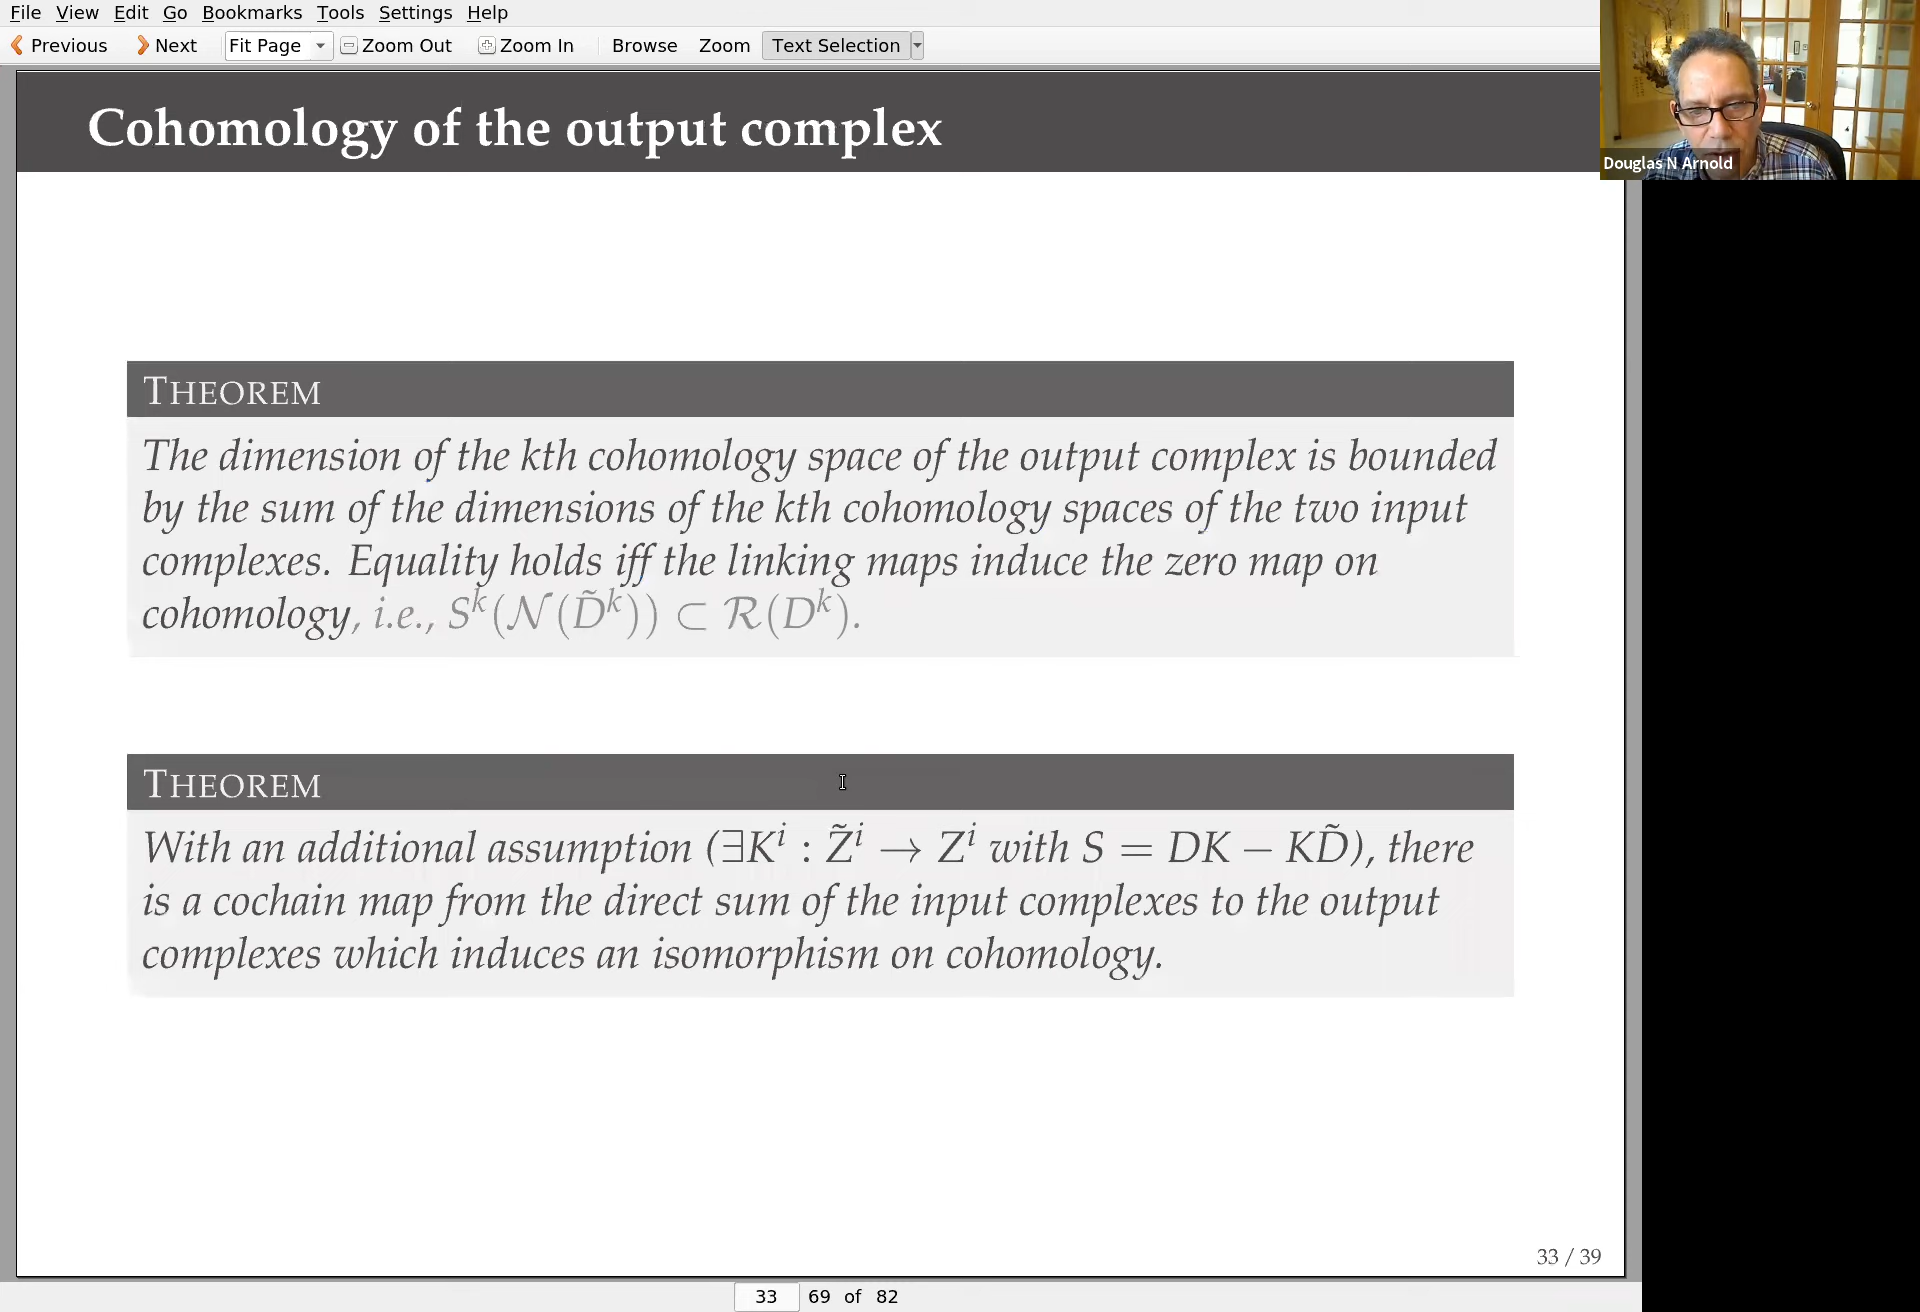 File View Edit Go Bookmarks Tools Settings Help
Previous Next Fit Page Zoom Out Zoom In Browse Zoom Text Selection
Cohomology of the output complex
Douglas N Arnold
THEOREM
The dimension of the kth cohomology space of the output complex is bounded
by the sum of the dimensions of the kth cohomology spaces of the two input
complexes. Equality holds iff the linking maps induce the zero map on
cohomology, i.e., S^k(𝒩(D̃^k)) ⊂ ℛ(D^k).
THEOREM
With an additional assumption (∃K^i : Z̃^i → Z^i with S = DK − KD̃), there
is a cochain map from the direct sum of the input complexes to the output
complexes which induces an isomorphism on cohomology.
33 / 39
33 69 of 82